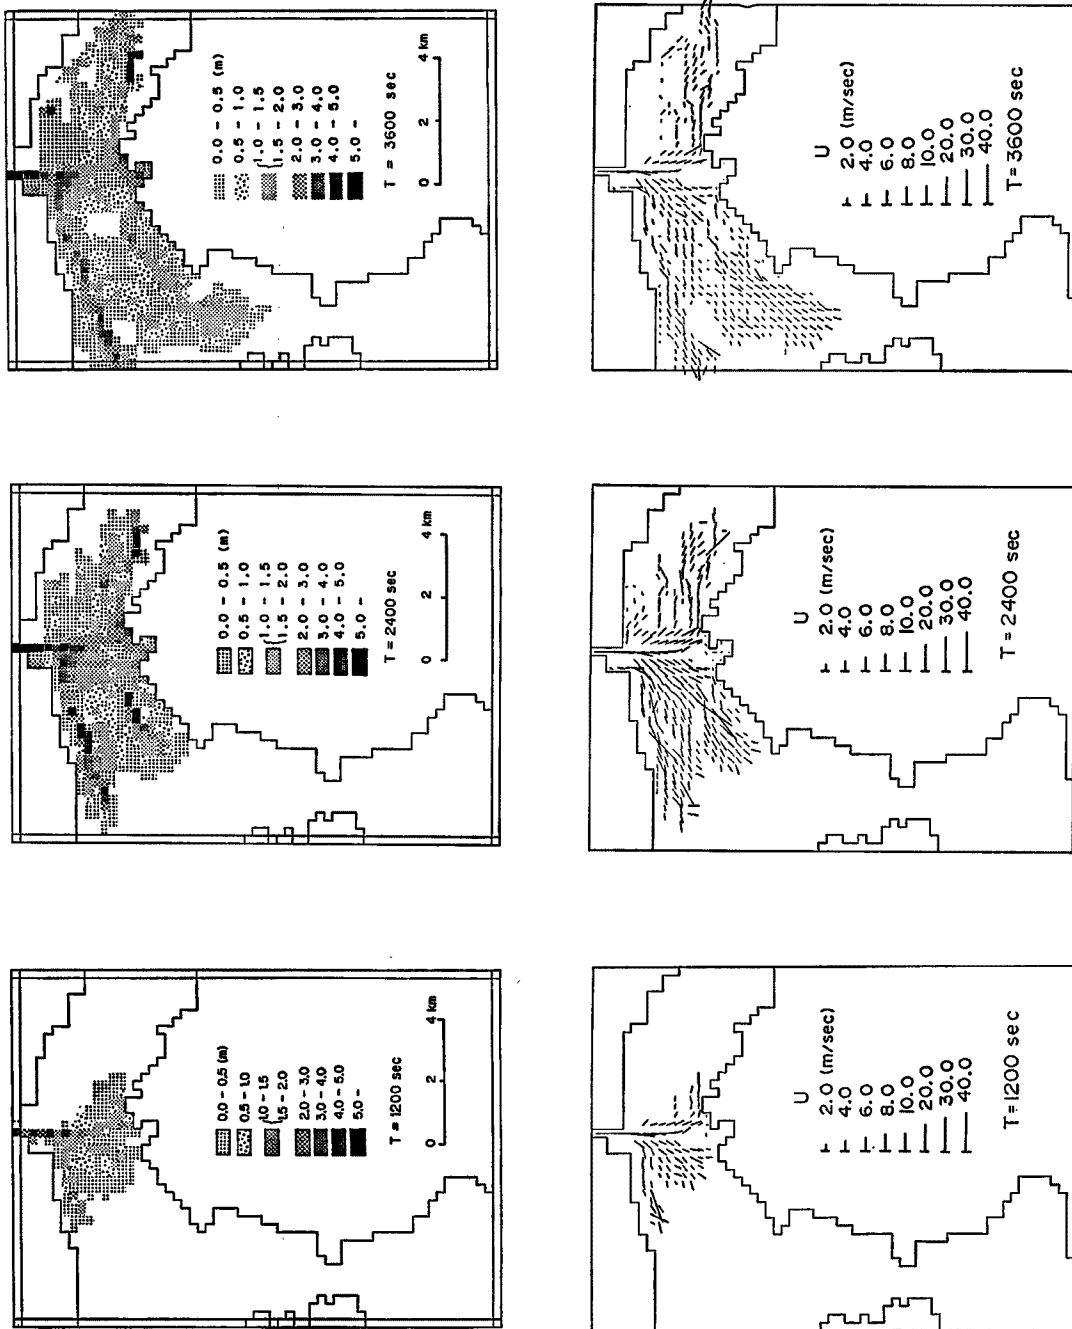 0.0 - 0.5 (m)
0.5 - 1.0
1.0 - 1.5
1.5 - 2.0
2.0 - 3.0
3.0 - 4.0
4.0 - 5.0
5.0 -
T = 3600 sec
0 2 4 km
U
2.0 (m/sec)
4.0
6.0
8.0
10.0
20.0
30.0
40.0
T = 3600 sec
0.0 - 0.5 (m)
0.5 - 1.0
1.0 - 1.5
1.5 - 2.0
2.0 - 3.0
3.0 - 4.0
4.0 - 5.0
5.0 -
T = 2400 sec
0 2 4 km
U
2.0 (m/sec)
4.0
6.0
8.0
10.0
20.0
30.0
40.0
T = 2400 sec
0.0 - 0.5 (m)
0.5 - 1.0
1.0 - 1.5
1.5 - 2.0
2.0 - 3.0
3.0 - 4.0
4.0 - 5.0
5.0 -
T = 1200 sec
0 2 4 km
U
2.0 (m/sec)
4.0
6.0
8.0
10.0
20.0
30.0
40.0
T = 1200 sec